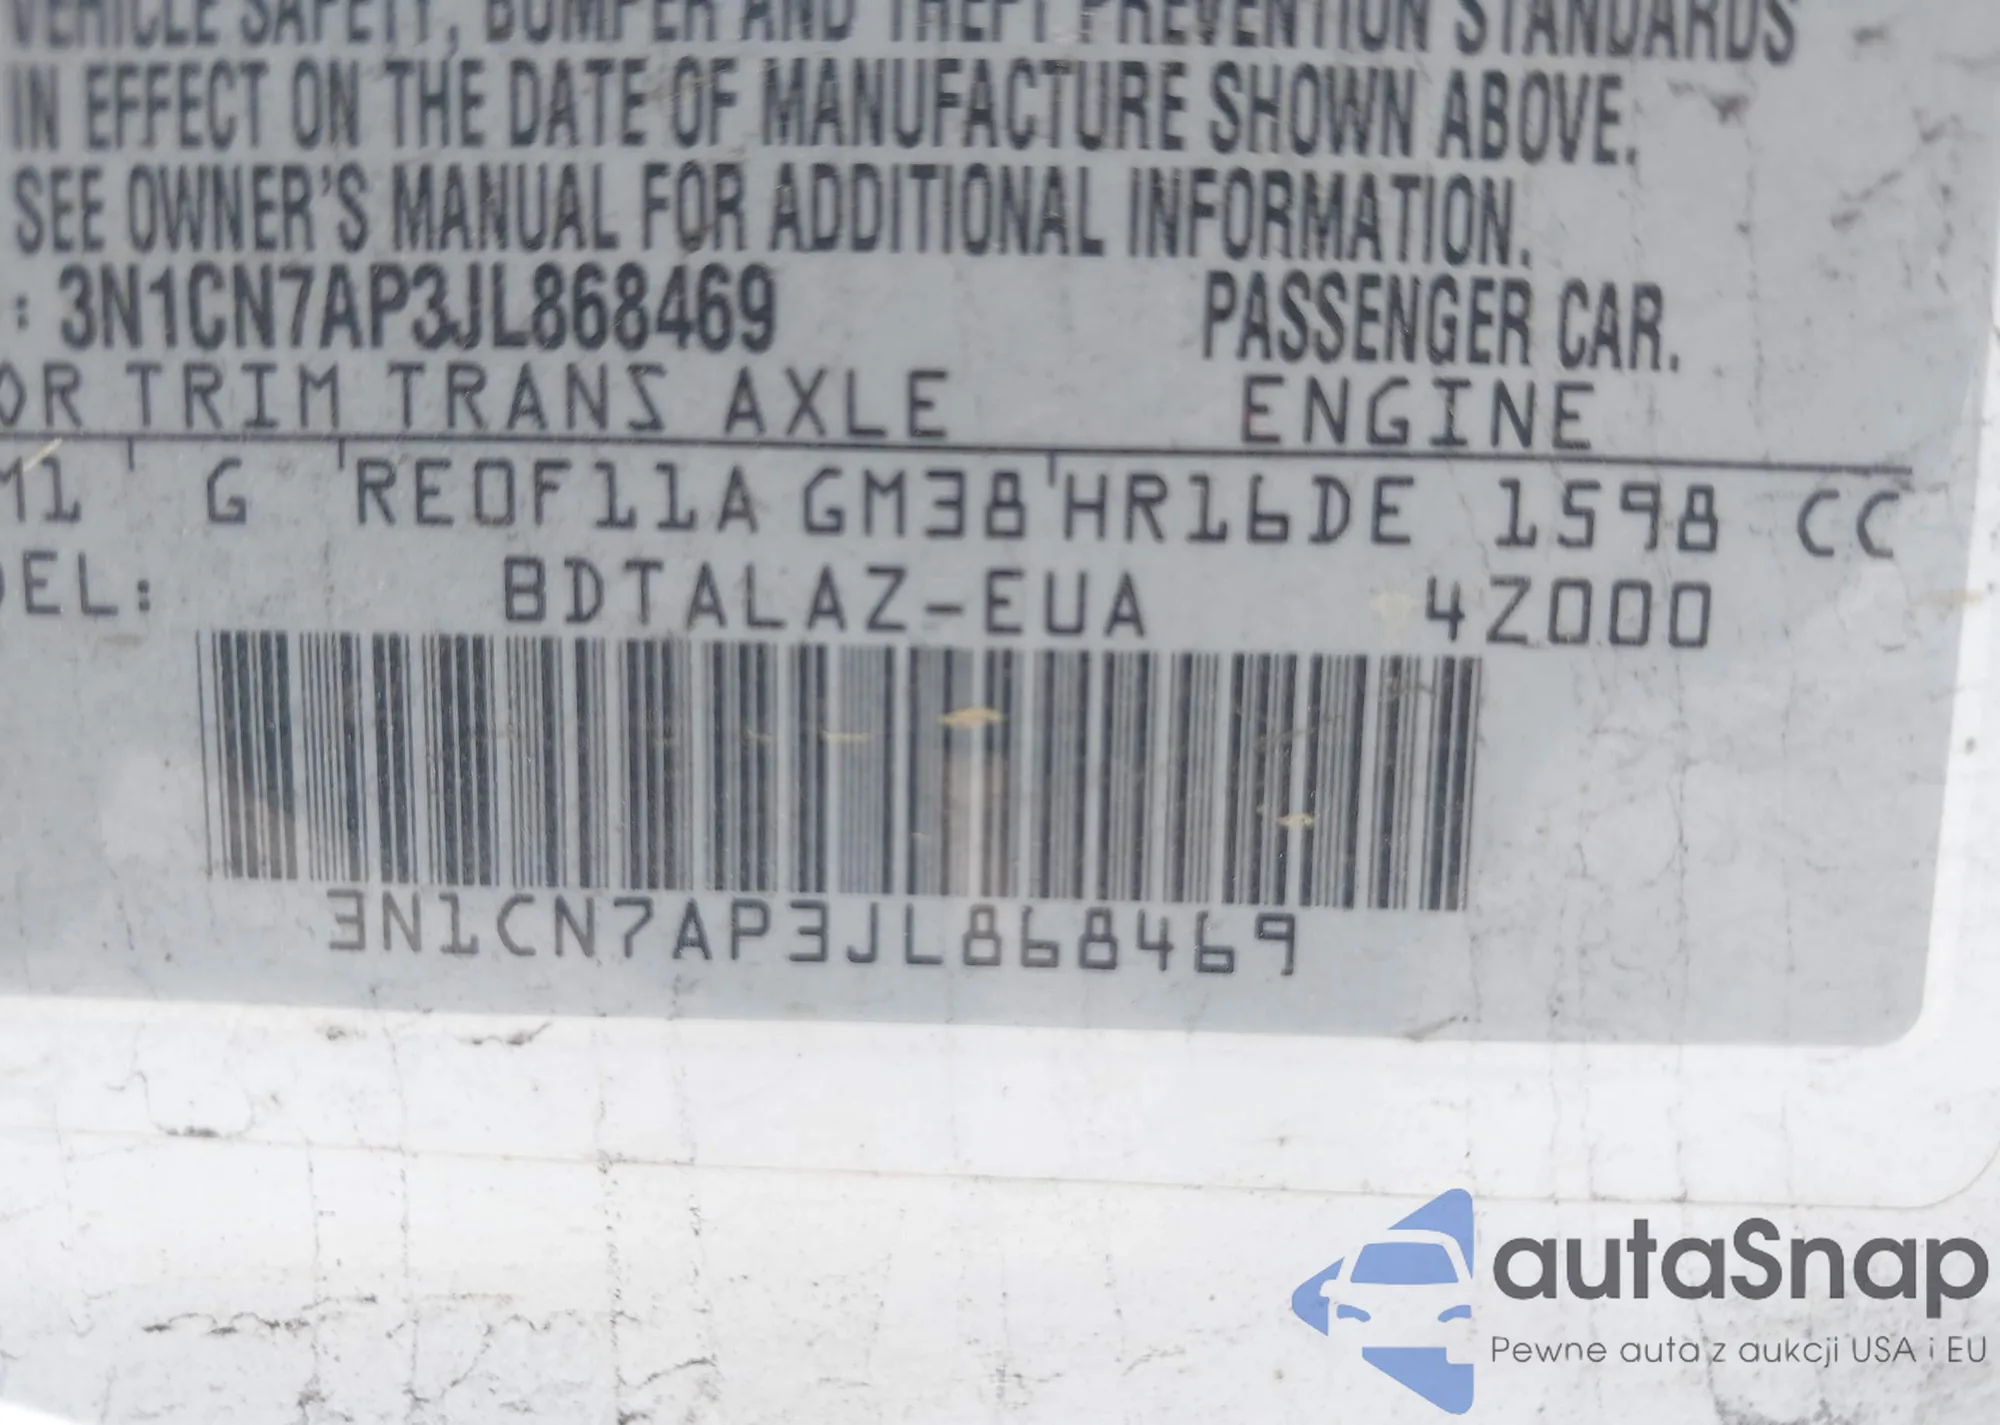 VEHICLE SAFETY, BUMPER AND THEFT PREVENTION STANDARDS
IN EFFECT ON THE DATE OF MANUFACTURE SHOWN ABOVE.
SEE OWNER'S MANUAL FOR ADDITIONAL INFORMATION.
: 3N1CN7AP3JL868469 PASSENGER CAR.
OR TRIM TRANS AXLE ENGINE
M1 G RE0F11A GM38 HR16DE 1598 CC
DEL: BDTALAZ-EUA 4Z000
3N1CN7AP3JL868469
autaSnap
Pewne auta z aukcji USA i EU